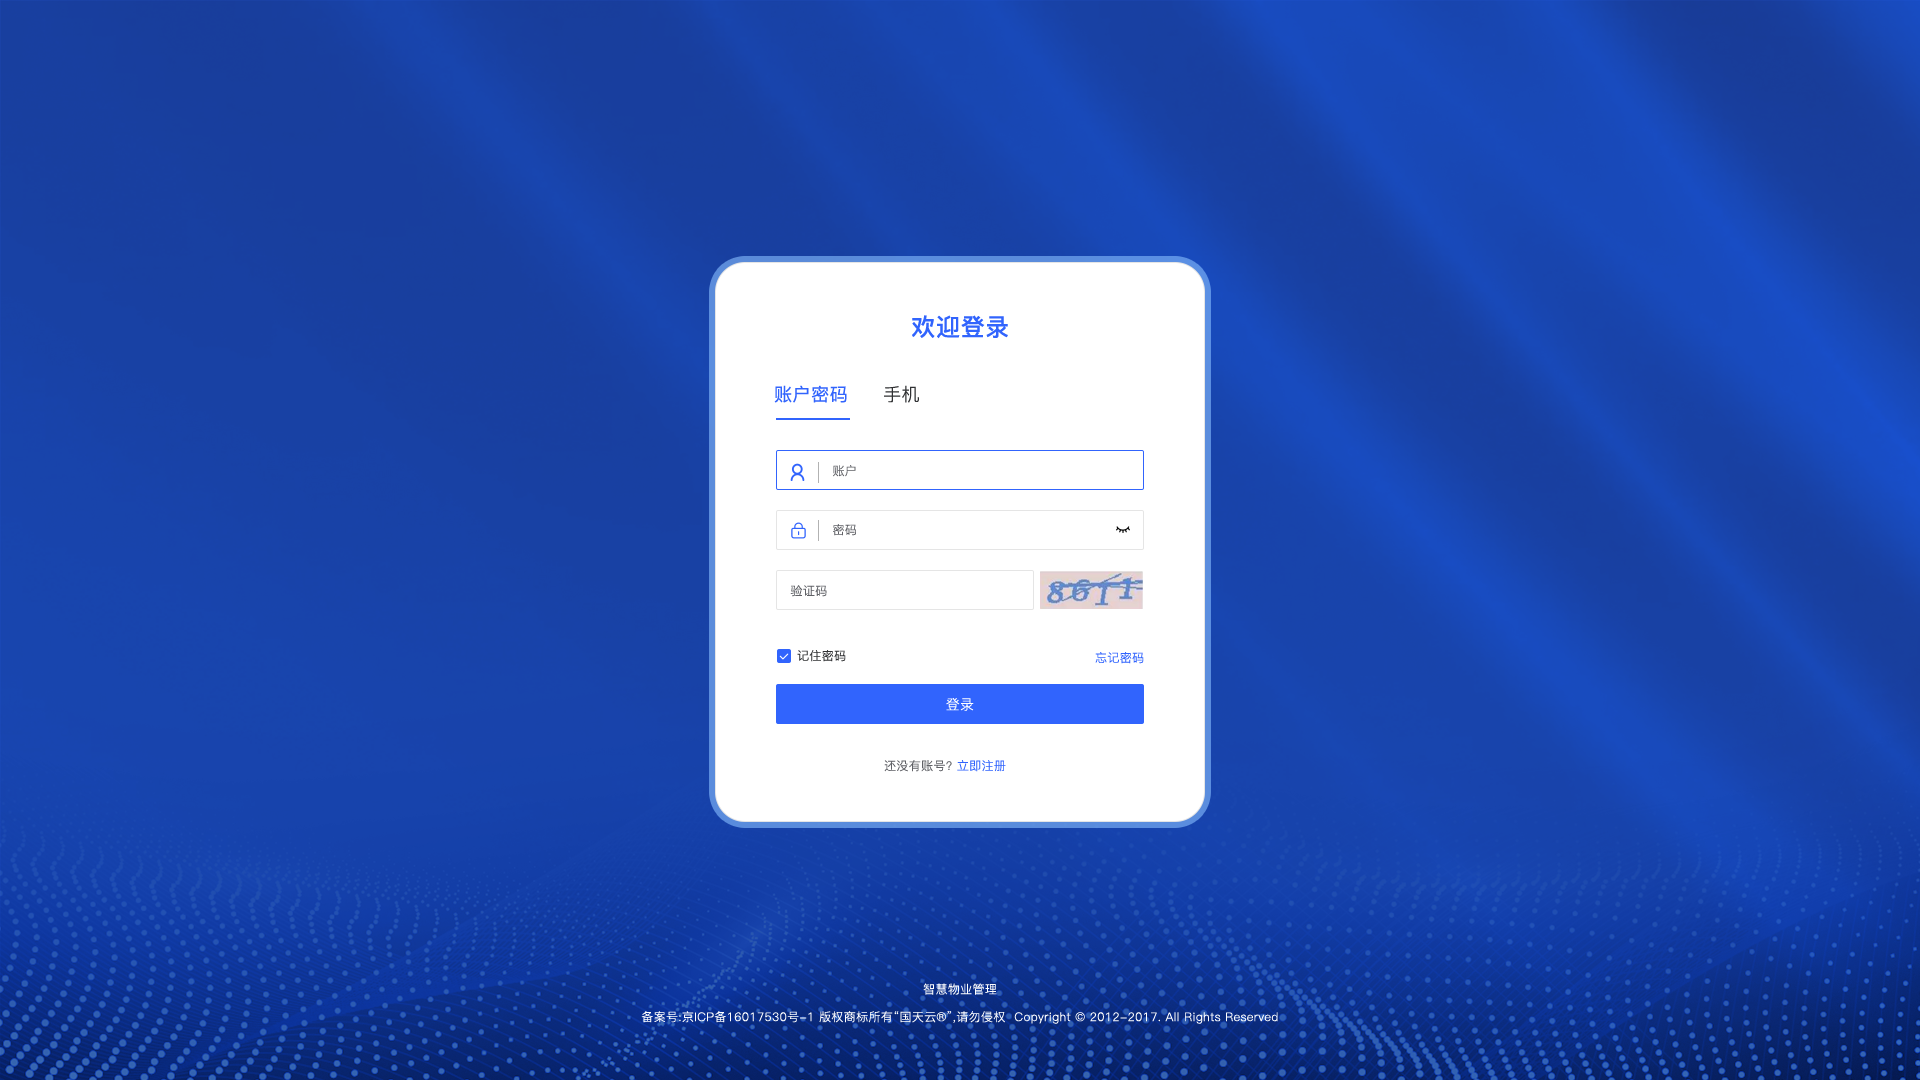 欢迎登录
账户密码 手机
账户
密码
验证码 8611
记住密码 忘记密码
登录
还没有账号? 立即注册
智慧物业管理
备案号:京ICP备16017530号-1 版权商标所有“国天云®”,请勿侵权 Copyright © 2012-2017. All Rights Reserved